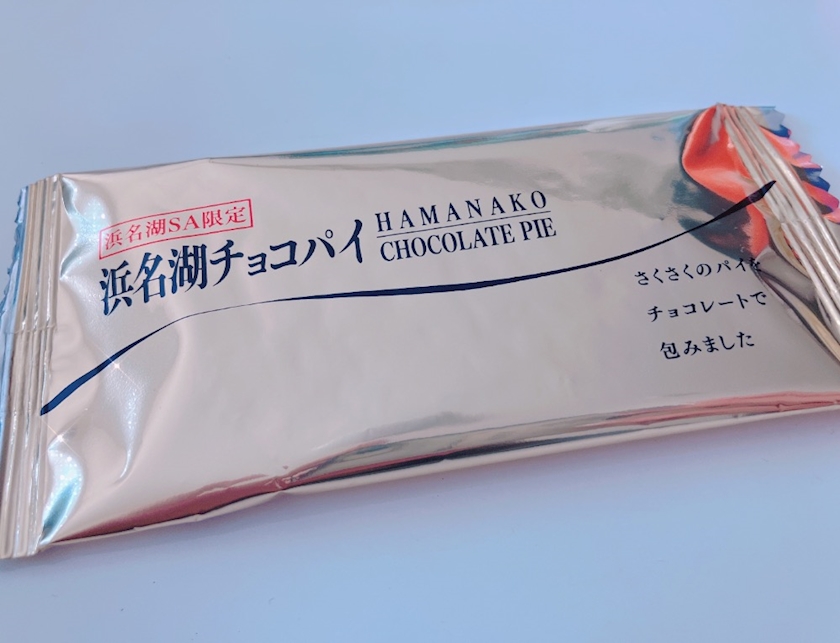 浜名湖SA限定
浜名湖チョコパイ
HAMANAKO
CHOCOLATE PIE
さくさくのパイを
チョコレートで
包みました